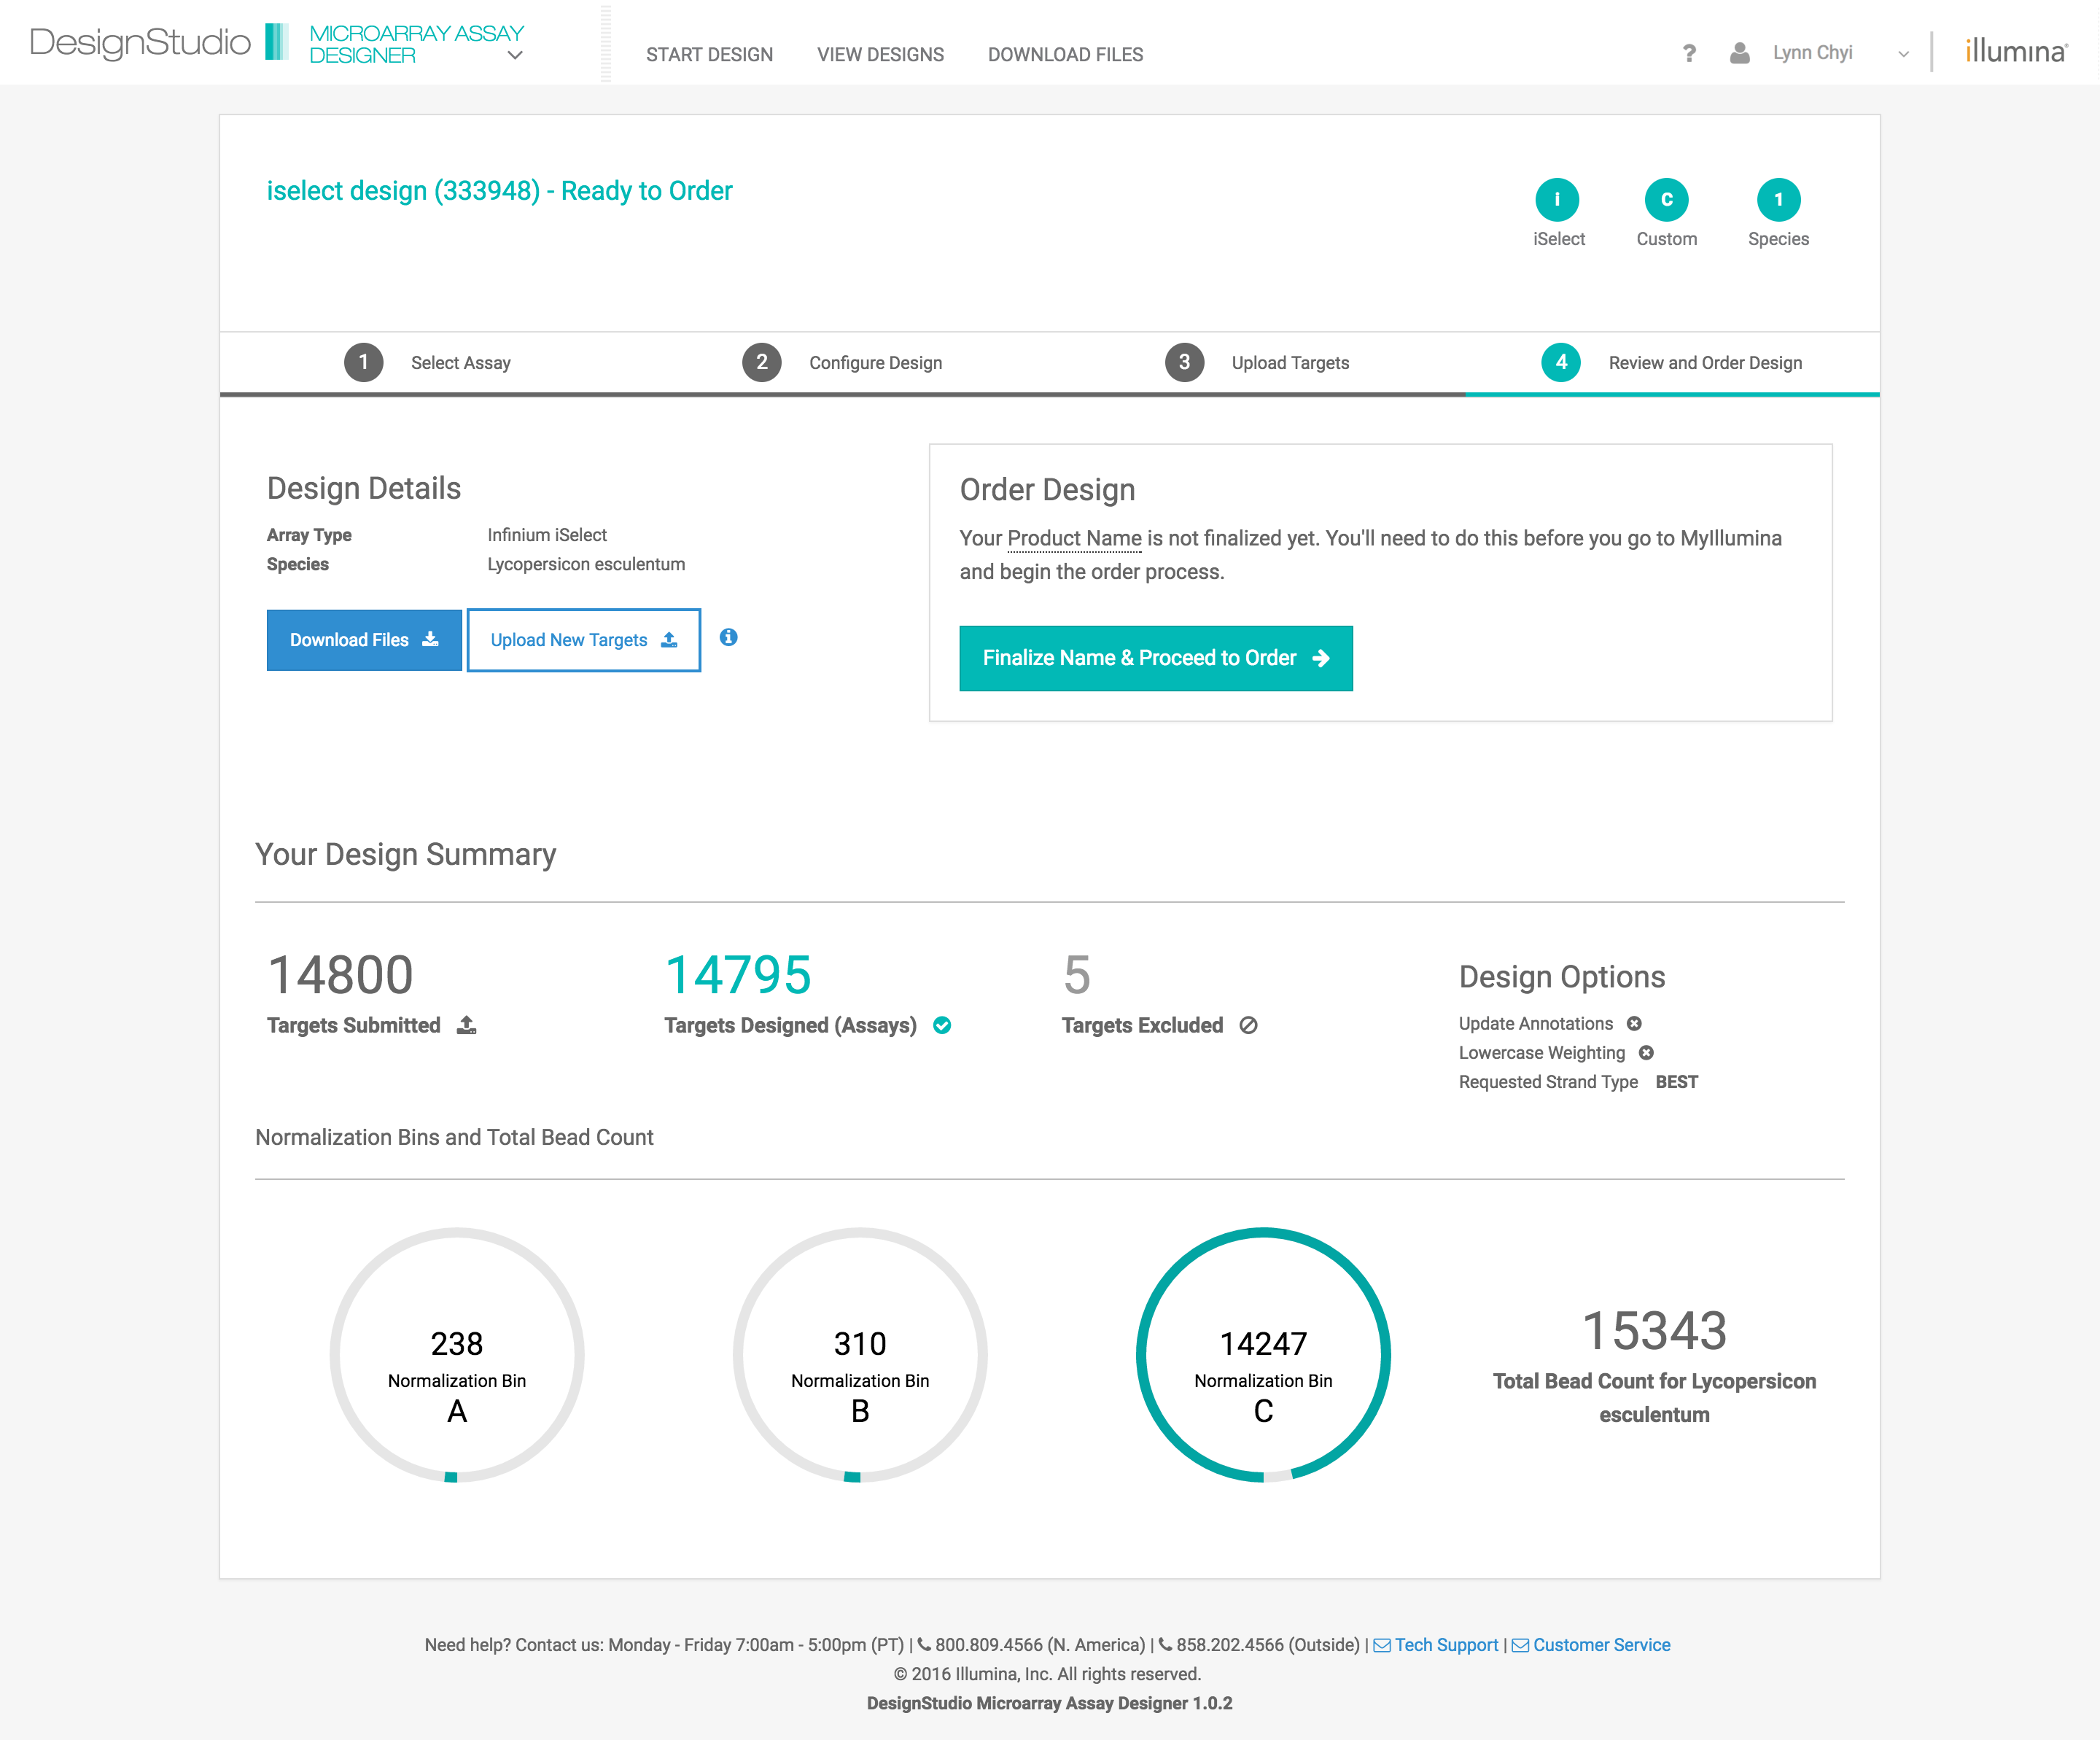 DesignStudio
MICROARRAY ASSAY
DESIGNER
START DESIGN
VIEW DESIGNS
DOWNLOAD FILES
?
Lynn Chyi
illumina®
iselect design (333948) - Ready to Order
i
iSelect
C
Custom
1
Species
1 Select Assay
2 Configure Design
3 Upload Targets
4 Review and Order Design
Design Details
Array Type Infinium iSelect
Species Lycopersicon esculentum
Download Files
Upload New Targets
Order Design
Your Product Name is not finalized yet. You'll need to do this before you go to MyIllumina
and begin the order process.
Finalize Name & Proceed to Order
Your Design Summary
14800
Targets Submitted
14795
Targets Designed (Assays)
5
Targets Excluded
Design Options
Update Annotations
Lowercase Weighting
Requested Strand Type BEST
Normalization Bins and Total Bead Count
238
Normalization Bin
A
310
Normalization Bin
B
14247
Normalization Bin
C
15343
Total Bead Count for Lycopersicon
esculentum
Need help? Contact us: Monday - Friday 7:00am - 5:00pm (PT) | 800.809.4566 (N. America) | 858.202.4566 (Outside) | Tech Support | Customer Service
© 2016 Illumina, Inc. All rights reserved.
DesignStudio Microarray Assay Designer 1.0.2